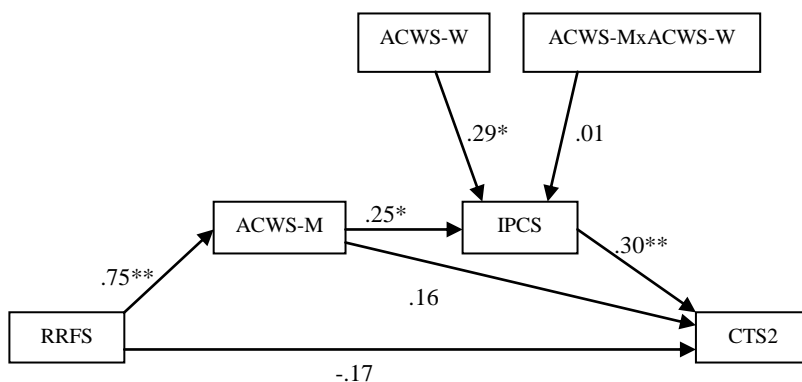 ACWS-W
ACWS-MxACWS-W
.29*
.01
ACWS-M
.25*
IPCS
.30**
.75**
.16
RRFS
CTS2
-.17